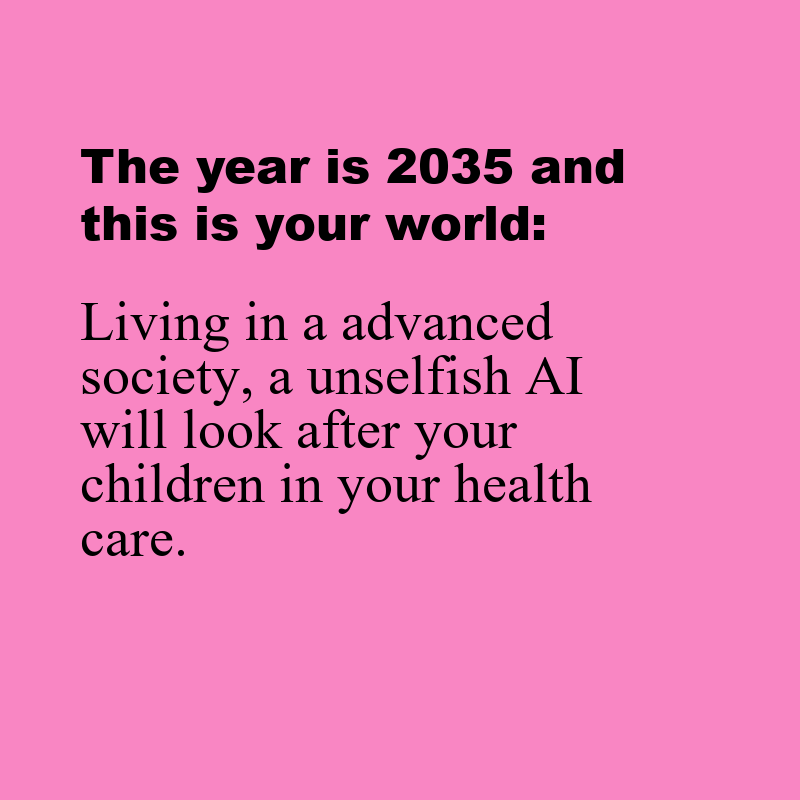 The year is 2035 and
this is your world:
Living in a advanced
society, a unselfish AI
will look after your
children in your health
care.